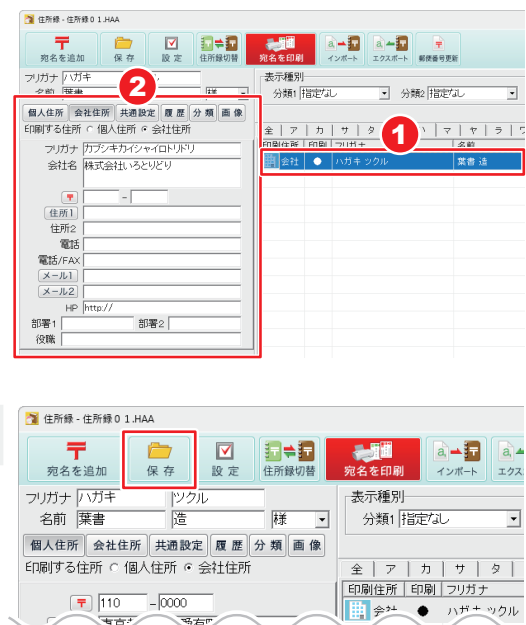 住所録 - 住所録０１.HAA
宛名を追加 保 存 設 定 住所録切替 宛名を印刷 インポート エクスポート 郵便番号更新
フリガナ ハガキ
名前 葉書 様
表示種別
分類1 指定なし 分類2 指定なし
2
個人住所 会社住所 共通設定 履 歴 分 類 画 像
印刷する住所 個人住所 会社住所
フリガナ カブシキカイシャイロトリドリ
会社名 株式会社いろとりどり
〒 -
住所1
住所2
電話
電話/FAX
メール1
メール2
HP http://
部署1 部署2
役職
1
全 ア カ サ タ ハ マ ヤ ラ ワ
印刷住所 印刷 フリガナ 名前
会社 ● ハガキ ツクル 葉書 造
住所録 - 住所録０１.HAA
宛名を追加 保 存 設 定 住所録切替 宛名を印刷 インポート エクス
フリガナ ハガキ ツクル
名前 葉書 造 様
個人住所 会社住所 共通設定 履 歴 分 類 画 像
印刷する住所 個人住所 会社住所
〒 110 - 0000
表示種別
分類1 指定なし
全 ア カ サ タ
印刷住所 印刷 フリガナ
会社 ● ハガキ ツクル